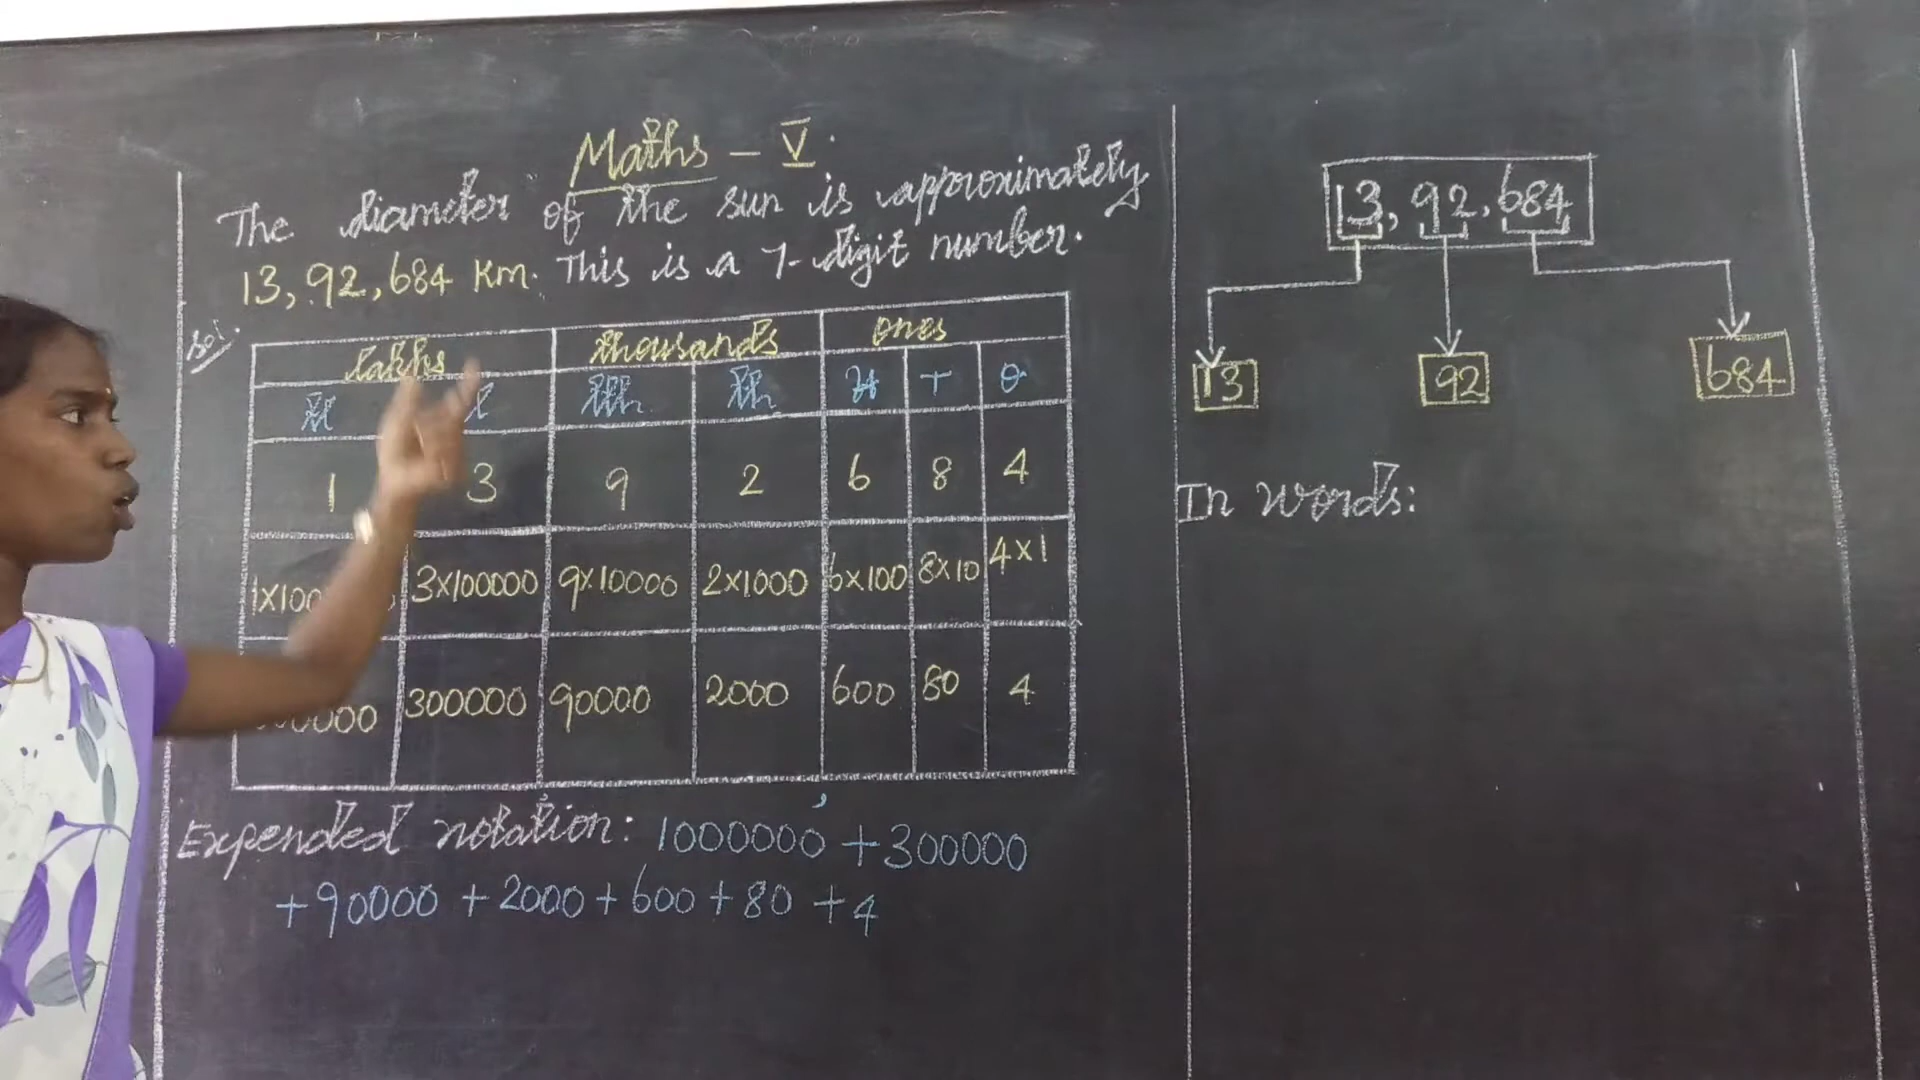 Maths - V.
The diameter of the sun is approximately
13,92,684 Km. This is a 7-digit number.
Sol.
lakhs thousands ones
Tl l Tth Th H T O
1 3 9 2 6 8 4
1x100 3x100000 9x10000 2x1000 6x100 8x10 4x1
300000 90000 2000 600 80 4
Expended notation: 1000000 + 300000
+90000 + 2000 + 600 + 80 + 4
13,92,684
13 92 684
In words: